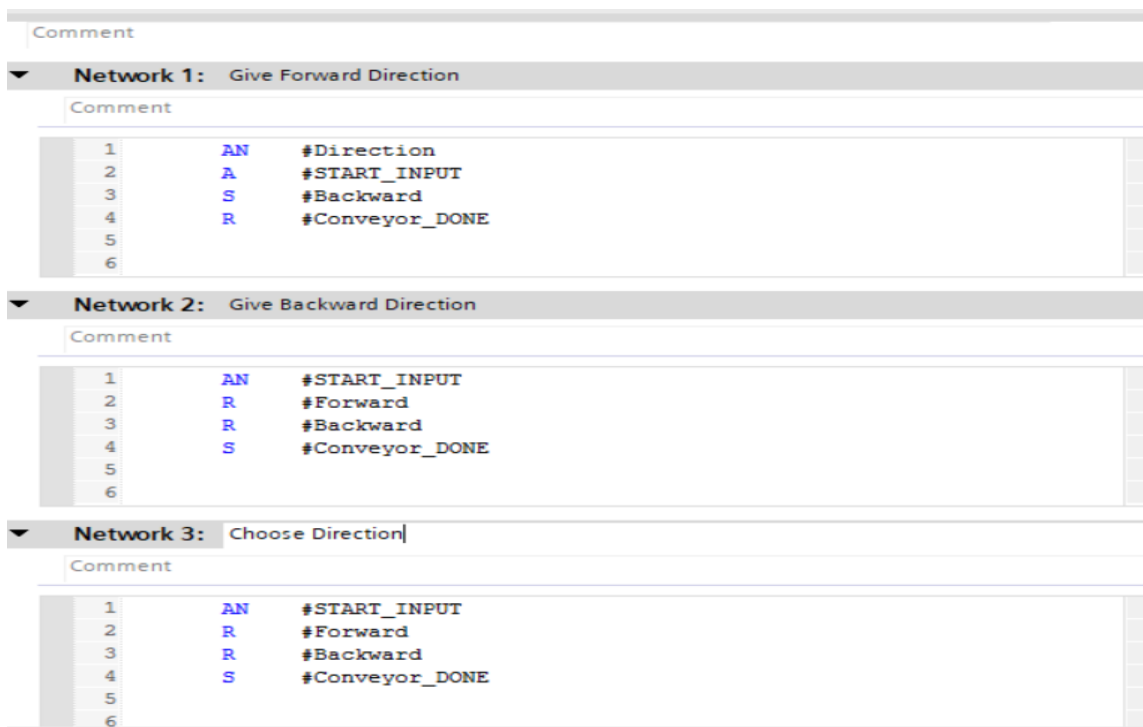 Comment
Network 1: Give Forward Direction
Comment
1 AN #Direction
2 A #START_INPUT
3 S #Backward
4 R #Conveyor_DONE
5
6
Network 2: Give Backward Direction
Comment
1 AN #START_INPUT
2 R #Forward
3 R #Backward
4 S #Conveyor_DONE
5
6
Network 3: Choose Direction
Comment
1 AN #START_INPUT
2 R #Forward
3 R #Backward
4 S #Conveyor_DONE
5
6